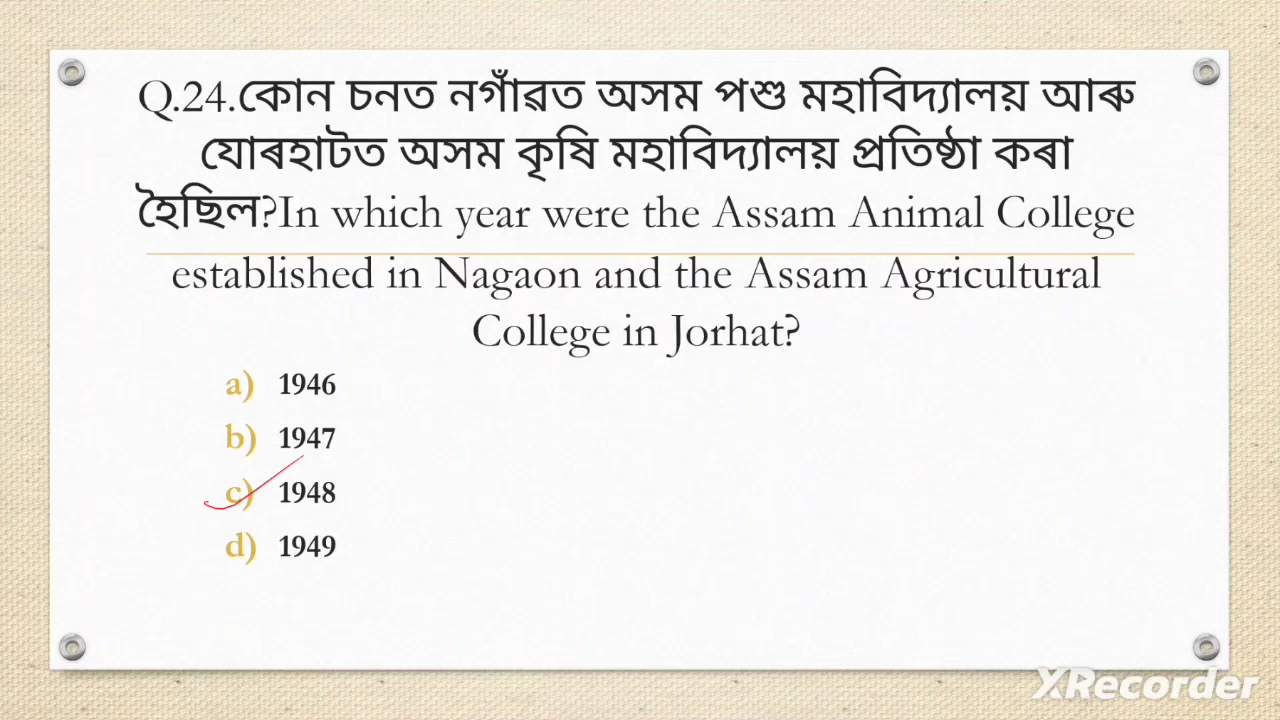 Q.24.কোন চনত নগাঁৱত অসম পশু মহাবিদ্যালয় আৰু
যোৰহাটত অসম কৃষি মহাবিদ্যালয় প্ৰতিষ্ঠা কৰা
হৈছিল?In which year were the Assam Animal College
established in Nagaon and the Assam Agricultural
College in Jorhat?
a) 1946
b) 1947
c) 1948
d) 1949
XRecorder